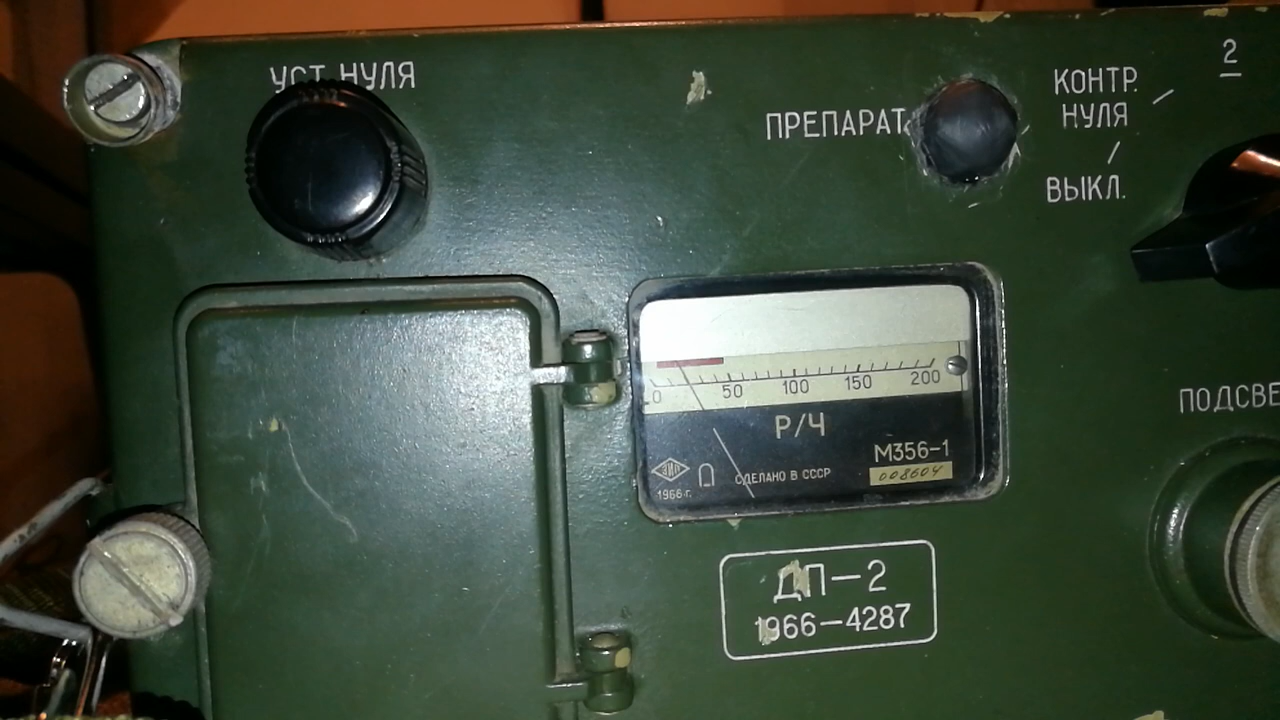 УСТ. НУЛЯ
ПРЕПАРАТ
КОНТР.
НУЛЯ
ВЫКЛ.
2
0 50 100 150 200
Р/Ч
М356-1
008604
ЗИП
1966 г.
СДЕЛАНО В СССР
ПОДСВЕ
ДП-2
1966-4287